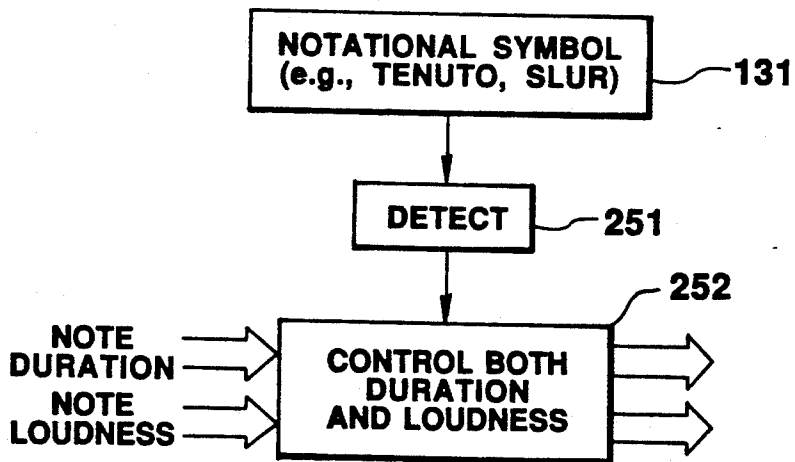 NOTATIONAL SYMBOL
(e.g., TENUTO, SLUR)
131
DETECT
251
252
NOTE
DURATION
NOTE
LOUDNESS
CONTROL BOTH
DURATION
AND LOUDNESS